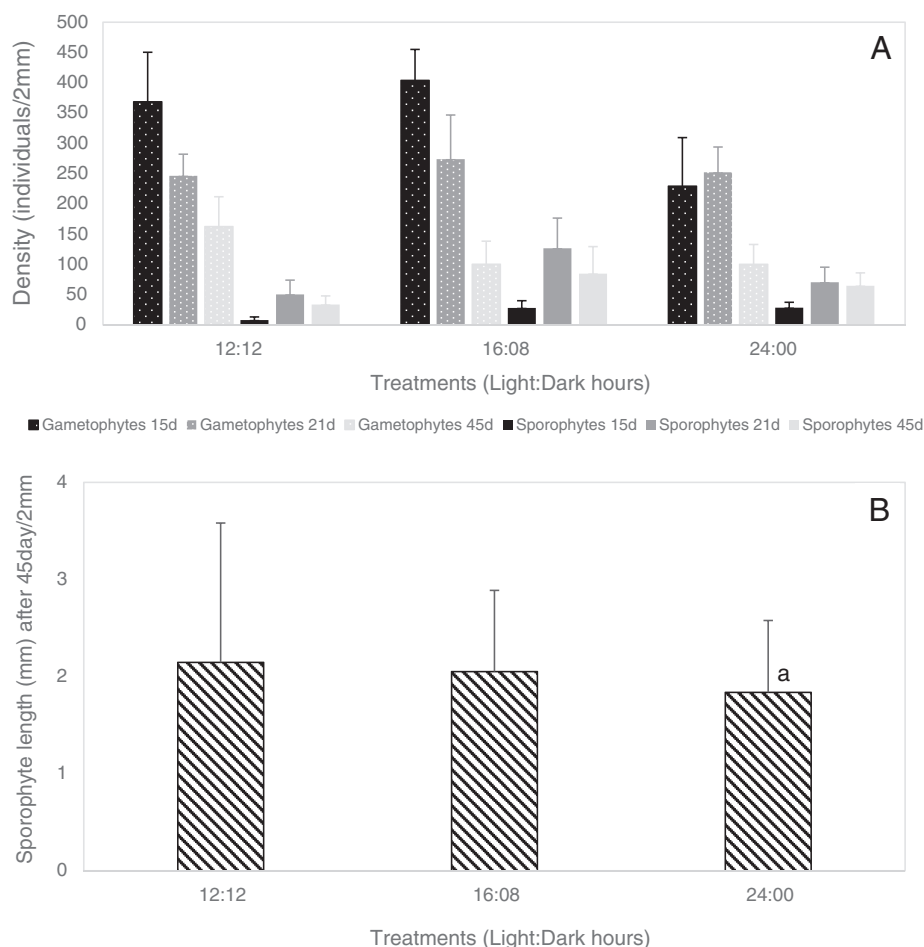 A
Density (individuals/2mm)
500
450
400
350
300
250
200
150
100
50
0
12:12
16:08
24:00
Treatments (Light:Dark hours)
Gametophytes 15d Gametophytes 21d Gametophytes 45d Sporophytes 15d Sporophytes 21d Sporophytes 45d
B
Sporophyte length (mm) after 45day/2mm
4
3
2
1
0
a
12:12
16:08
24:00
Treatments (Light:Dark hours)